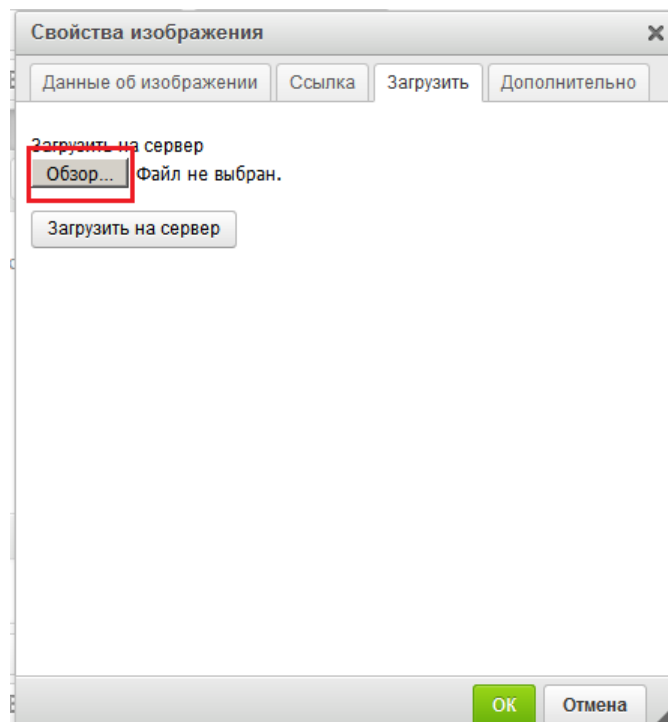 Свойства изображения
Данные об изображении Ссылка Загрузить Дополнительно
Загрузить на сервер
Обзор... Файл не выбран.
Загрузить на сервер
ОК Отмена